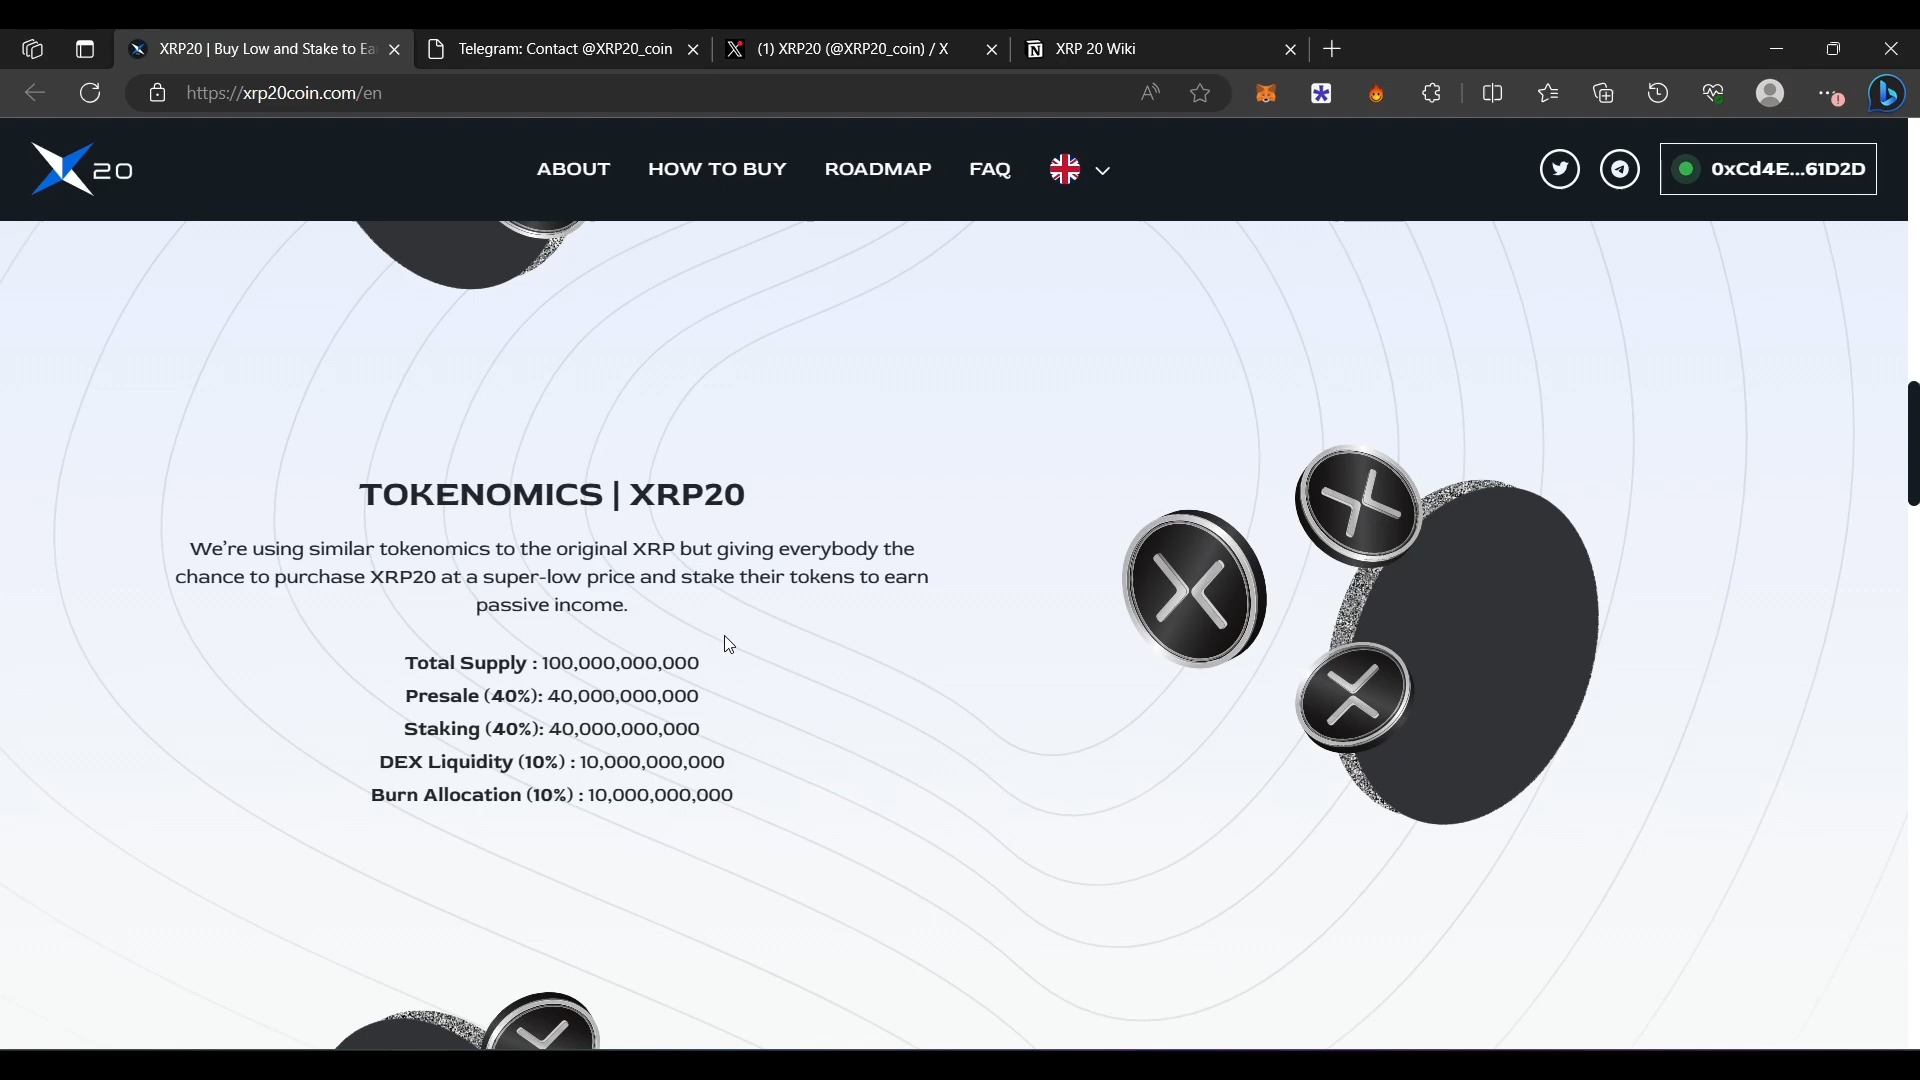 XRP20 | Buy Low and Stake to Ea
Telegram: Contact @XRP20_coin
(1) XRP20 (@XRP20_coin) / X
XRP 20 Wiki
https://xrp20coin.com/en
20
ABOUT
HOW TO BUY
ROADMAP
FAQ
0xCd4E...61D2D
TOKENOMICS | XRP20
We're using similar tokenomics to the original XRP but giving everybody the
chance to purchase XRP20 at a super-low price and stake their tokens to earn
passive income.
Total Supply : 100,000,000,000
Presale (40%): 40,000,000,000
Staking (40%): 40,000,000,000
DEX Liquidity (10%) : 10,000,000,000
Burn Allocation (10%) : 10,000,000,000